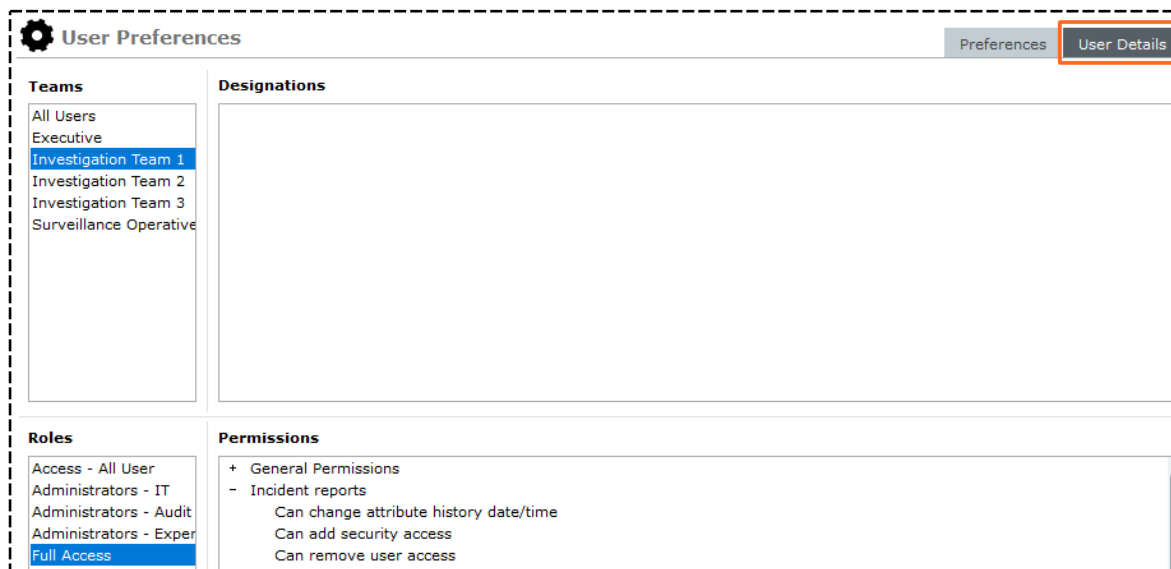 User Preferences
Preferences
User Details
Teams
Designations
All Users
Executive
Investigation Team 1
Investigation Team 2
Investigation Team 3
Surveillance Operative
Roles
Permissions
Access - All User
Administrators - IT
Administrators - Audit
Administrators - Exper
Full Access
+ General Permissions
- Incident reports
Can change attribute history date/time
Can add security access
Can remove user access